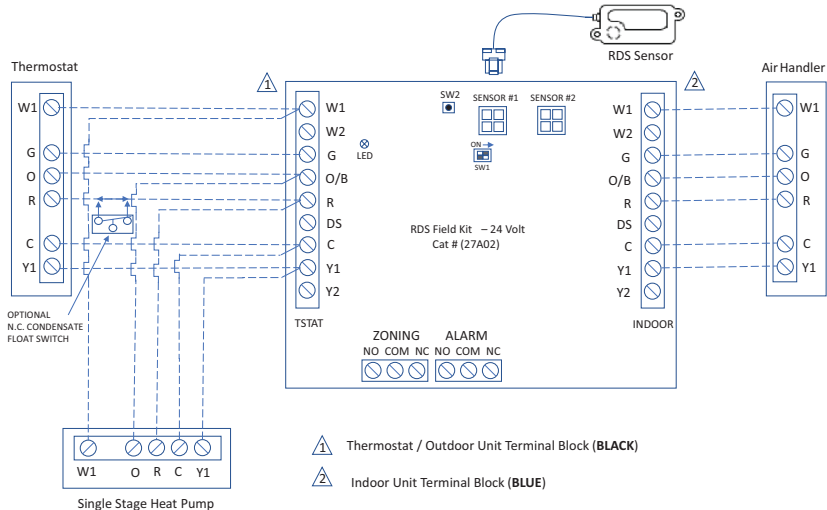 RDS Sensor
Thermostat
Air Handler
1
2
W1
G
O
R
C
Y1
OPTIONAL
N.C. CONDENSATE
FLOAT SWITCH
W1
W2
G
O/B
R
DS
C
Y1
Y2
TSTAT
LED
SW2
SENSOR #1
SENSOR #2
ON
SW1
RDS Field Kit – 24 Volt
Cat # (27A02)
ZONING
NO COM NC
ALARM
NO COM NC
W1
W2
G
O/B
R
DS
C
Y1
Y2
INDOOR
W1
G
O
R
C
Y1
W1 O R C Y1
Single Stage Heat Pump
1 Thermostat / Outdoor Unit Terminal Block (BLACK)
2 Indoor Unit Terminal Block (BLUE)